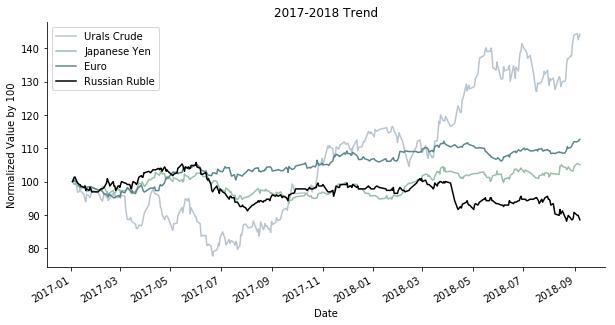 2017-2018 Trend
Urals Crude
Japanese Yen
Euro
Russian Ruble
Normalized Value by 100
140
130
120
110
100
90
80
2017-01
2017-03
2017-05
2017-07
2017-09
2017-11
2018-01
2018-03
2018-05
2018-07
2018-09
Date